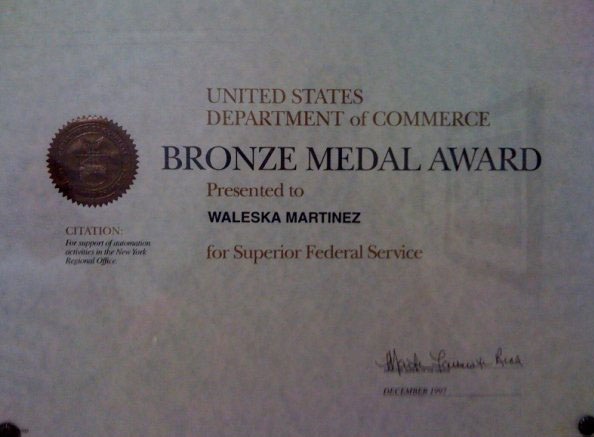 UNITED STATES
DEPARTMENT of COMMERCE
BRONZE MEDAL AWARD
Presented to
WALESKA MARTINEZ
for Superior Federal Service
CITATION:
For support of automation
activities in the New York
Regional Office.
DECEMBER 1997